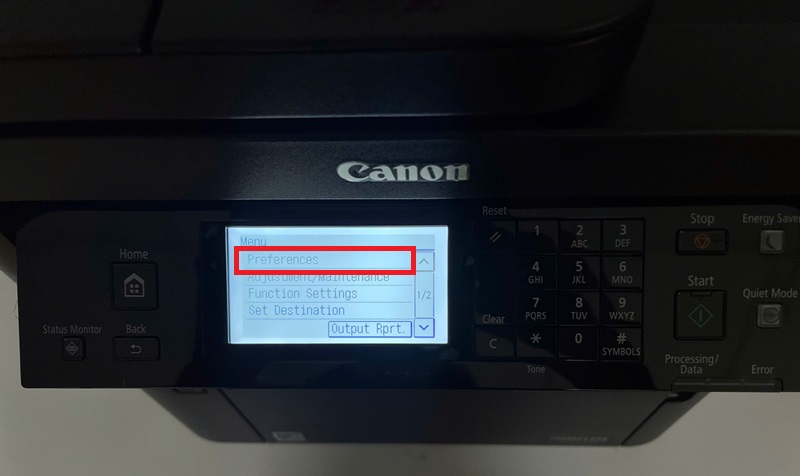 Canon
Reset
Stop
Energy Saver
Home
Menu
Preferences
Adjustment/Maintenance
Function Settings
1/2
Set Destination
Output Rprt.
1
2
ABC
3
DEF
4
GHI
5
JKL
6
MNO
7
PQRS
8
TUV
9
WXYZ
*
0
#
SYMBOLS
Tone
Clear
C
Start
Quiet Mode
Status Monitor
Back
Processing/
Data
Error